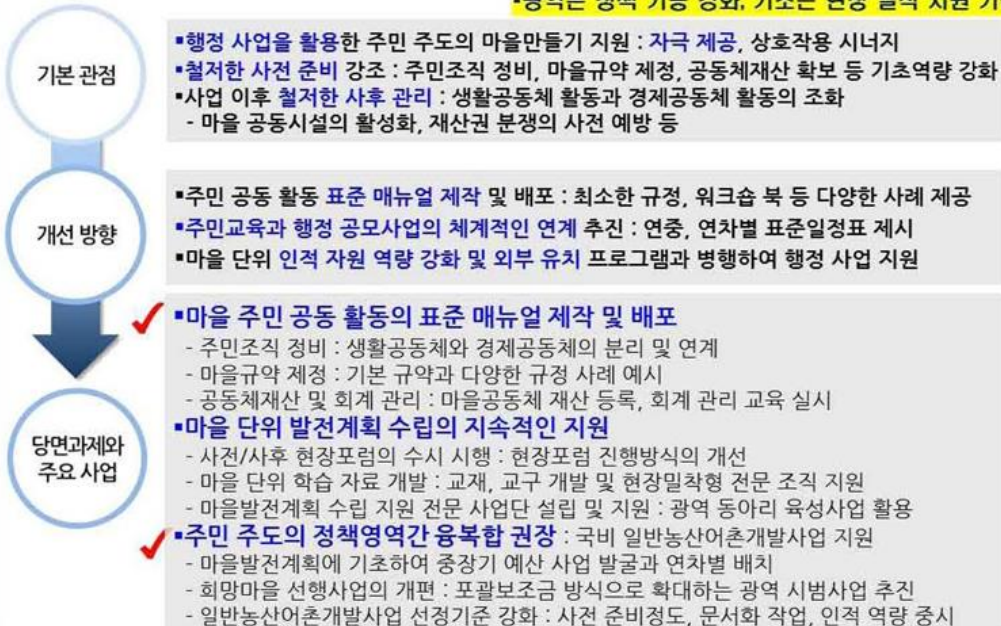 ▪광역은 정책 기능 강화, 기초는 현장 밀착 지원
기본 관점
▪행정 사업을 활용한 주민 주도의 마을만들기 지원 : 자극 제공, 상호작용 시너지
▪철저한 사전 준비 강조 : 주민조직 정비, 마을규약 제정, 공동체재산 확보 등 기초역량 강화
▪사업 이후 철저한 사후 관리 : 생활공동체 활동과 경제공동체 활동의 조화
- 마을 공동시설의 활성화, 재산권 분쟁의 사전 예방 등
개선 방향
▪주민 공동 활동 표준 매뉴얼 제작 및 배포 : 최소한 규정, 워크숍 북 등 다양한 사례 제공
▪주민교육과 행정 공모사업의 체계적인 연계 추진 : 연중, 연차별 표준일정표 제시
▪마을 단위 인적 자원 역량 강화 및 외부 유치 프로그램과 병행하여 행정 사업 지원
당면과제와
주요 사업
▪마을 주민 공동 활동의 표준 매뉴얼 제작 및 배포
- 주민조직 정비 : 생활공동체와 경제공동체의 분리 및 연계
- 마을규약 제정 : 기본 규약과 다양한 규정 사례 예시
- 공동체재산 및 회계 관리 : 마을공동체 재산 등록, 회계 관리 교육 실시
▪마을 단위 발전계획 수립의 지속적인 지원
- 사전/사후 현장포럼의 수시 시행 : 현장포럼 진행방식의 개선
- 마을 단위 학습 자료 개발 : 교재, 교구 개발 및 현장밀착형 전문 조직 지원
- 마을발전계획 수립 지원 전문 사업단 설립 및 지원 : 광역 동아리 육성사업 활용
▪주민 주도의 정책영역간 융복합 권장 : 국비 일반농산어촌개발사업 지원
- 마을발전계획에 기초하여 중장기 예산 사업 발굴과 연차별 배치
- 희망마을 선행사업의 개편 : 포괄보조금 방식으로 확대하는 광역 시범사업 추진
- 일반농산어촌개발사업 선정기준 강화 : 사전 준비정도, 문서화 작업, 인적 역량 중시